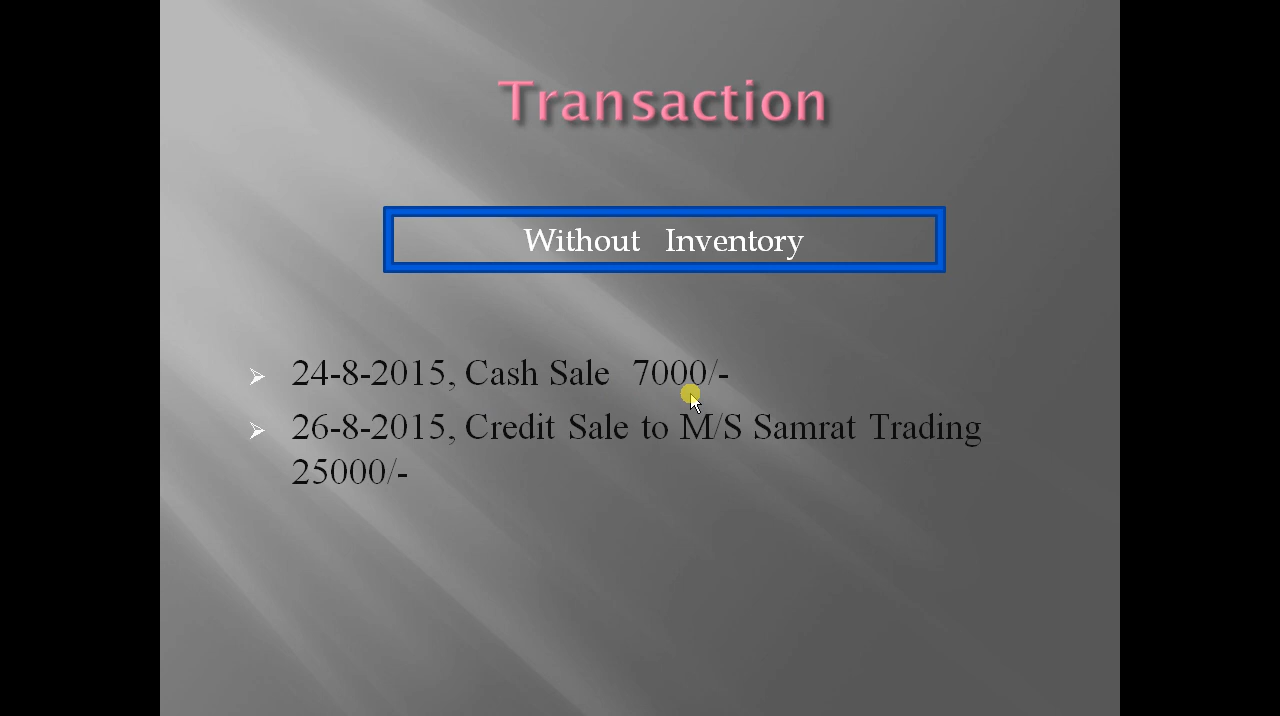 Transaction
Without Inventory
24-8-2015, Cash Sale 7000/-
26-8-2015, Credit Sale to M/S Samrat Trading
25000/-